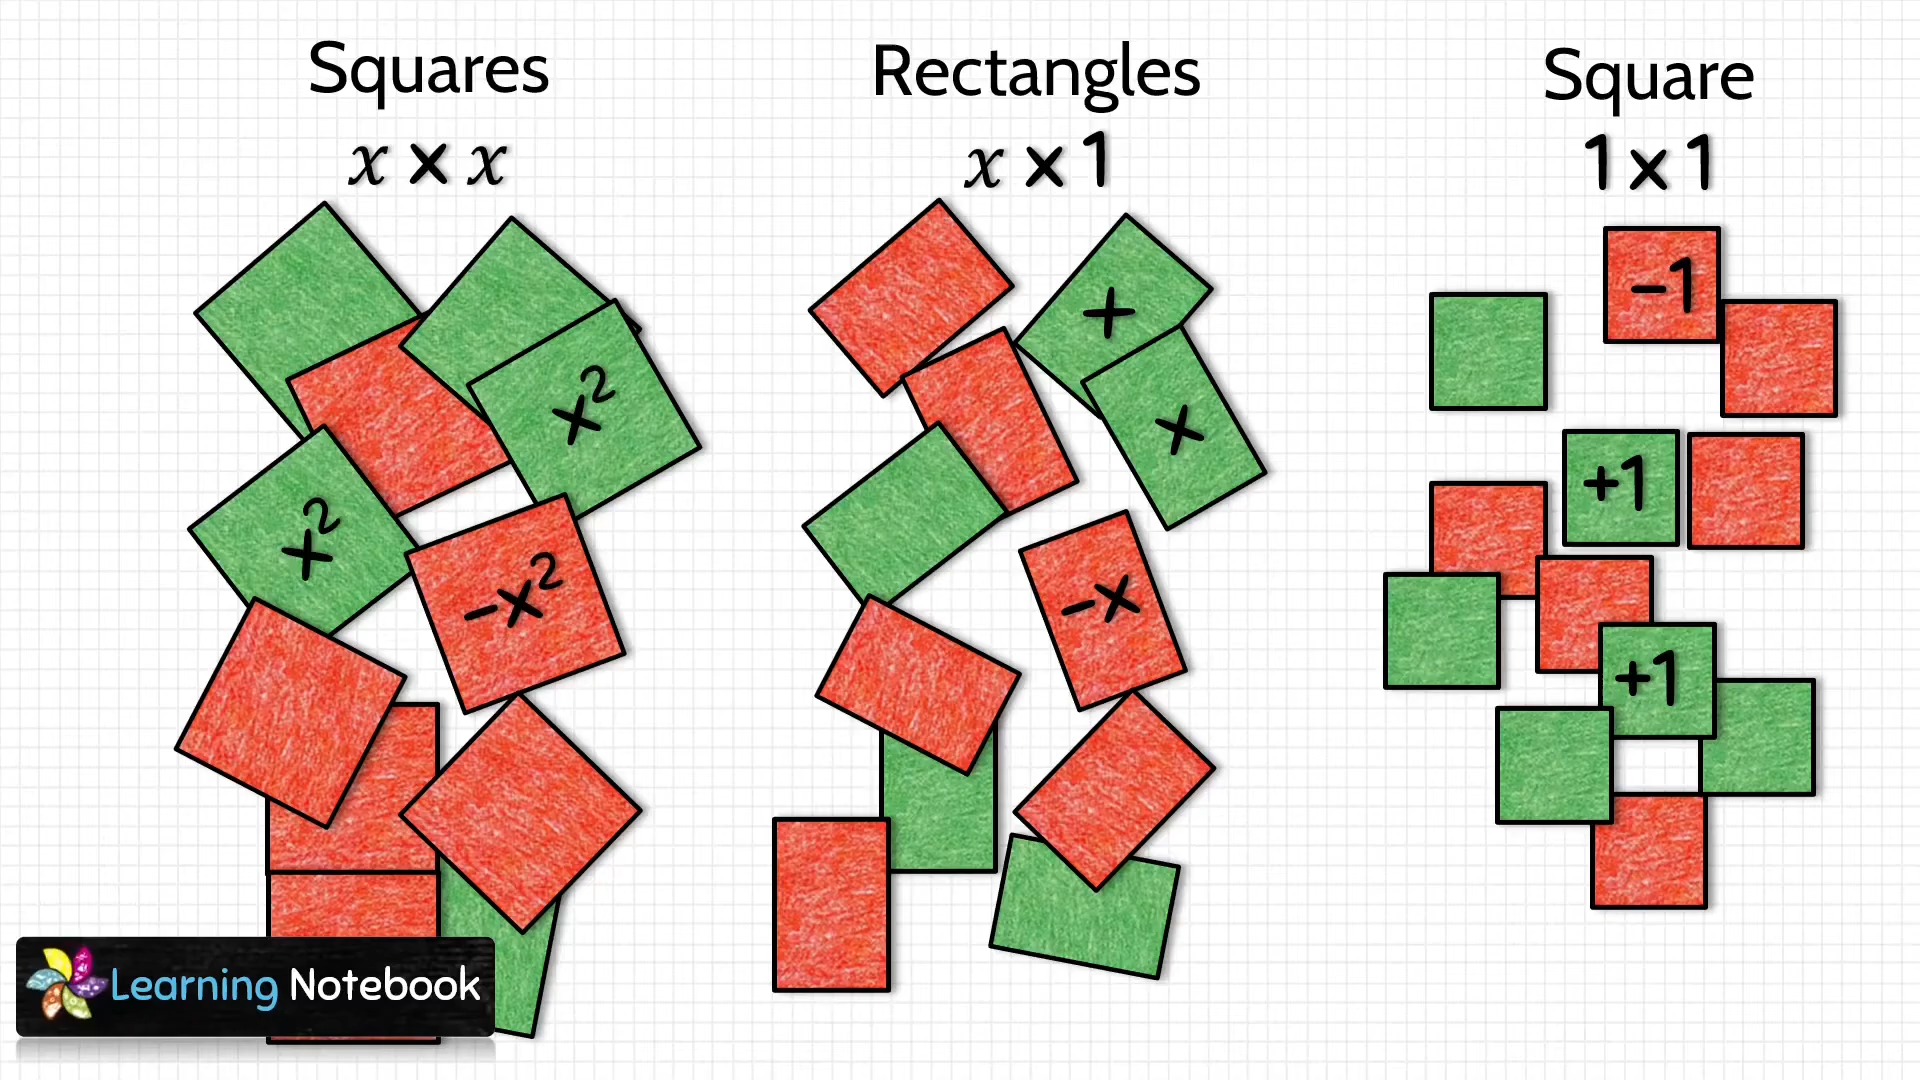 Squares
x × x
x²
x²
-x²
Rectangles
x × 1
x
x
-x
Square
1 × 1
-1
+1
+1
Learning Notebook